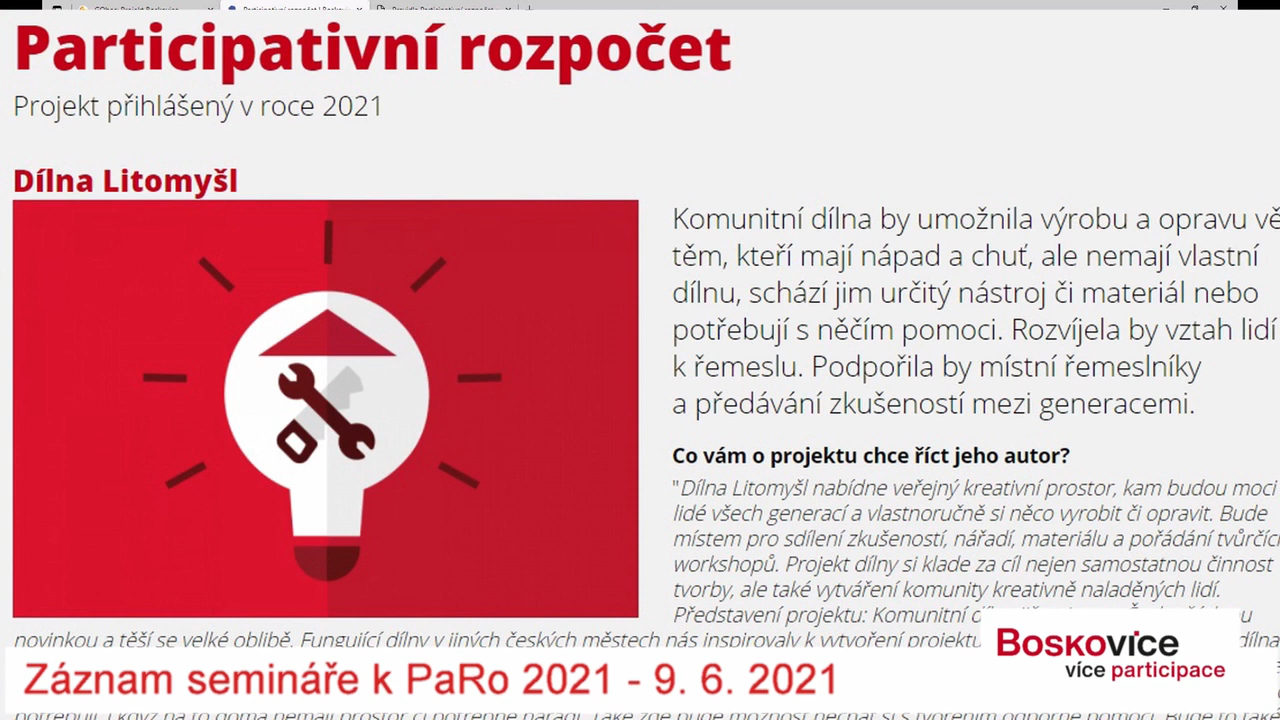 Participativní rozpočet
Projekt přihlášený v roce 2021
Dílna Litomyšl
Komunitní dílna by umožnila výrobu a opravu
těm, kteří mají nápad a chuť, ale nemají vlastní
dílnu, schází jim určitý nástroj či materiál nebo
potřebují s něčím pomoci. Rozvíjela by vztah lidí
k řemeslu. Podpořila by místní řemeslníky
a předávání zkušeností mezi generacemi.
Co vám o projektu chce říct jeho autor?
"Dílna Litomyšl nabídne veřejný kreativní prostor, kam budou moci
lidé všech generací a vlastnoručně si něco vyrobit či opravit. Bude
místem pro sdílení zkušeností, nářadí, materiálu a pořádání
workshopů. Projekt dílny si klade za cíl nejen samostatnou činnost
tvorby, ale také vytváření komunity kreativně naladěných lidí.
Představení projektu: Komunitní
novinkou a těší se velké oblibě. Fungující dílny v jiných českých městech nás inspirovaly k vytvoření projektu
Boskovice
více participace
Záznam semináře k PaRo 2021 - 9. 6. 2021